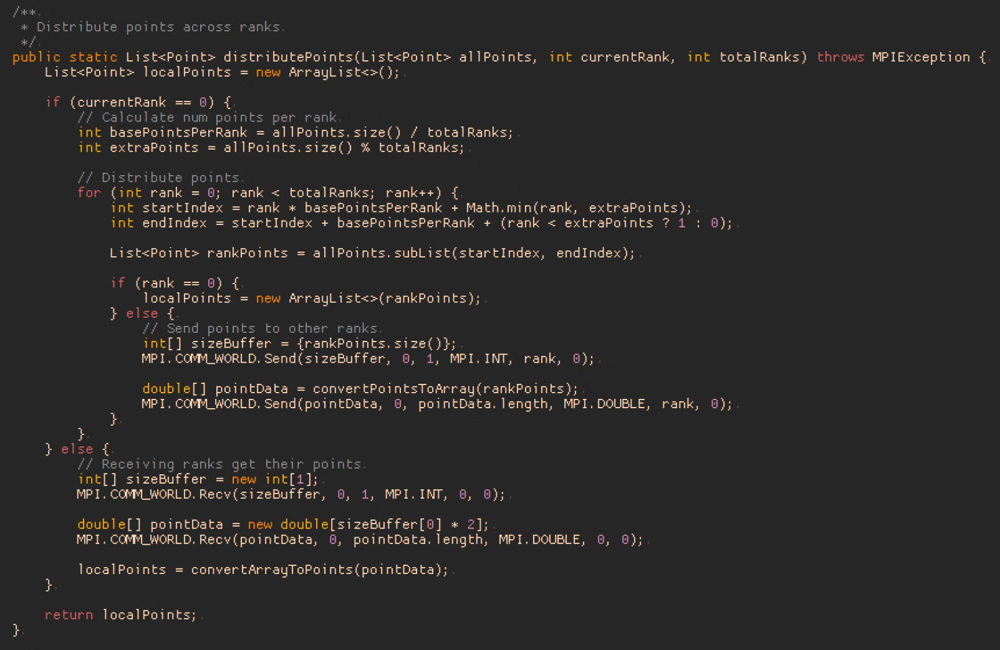 /**
 * Distribute points across ranks.
 */
public static List<Point> distributePoints(List<Point> allPoints, int currentRank, int totalRanks) throws MPIException {
    List<Point> localPoints = new ArrayList<>();

    if (currentRank == 0) {
        // Calculate num points per rank
        int basePointsPerRank = allPoints.size() / totalRanks;
        int extraPoints = allPoints.size() % totalRanks;

        // Distribute points
        for (int rank = 0; rank < totalRanks; rank++) {
            int startIndex = rank * basePointsPerRank + Math.min(rank, extraPoints);
            int endIndex = startIndex + basePointsPerRank + (rank < extraPoints ? 1 : 0);

            List<Point> rankPoints = allPoints.subList(startIndex, endIndex);

            if (rank == 0) {
                localPoints = new ArrayList<>(rankPoints);
            } else {
                // Send points to other ranks
                int[] sizeBuffer = {rankPoints.size()};
                MPI.COMM_WORLD.Send(sizeBuffer, 0, 1, MPI.INT, rank, 0);

                double[] pointData = convertPointsToArray(rankPoints);
                MPI.COMM_WORLD.Send(pointData, 0, pointData.length, MPI.DOUBLE, rank, 0);
            }
        }
    } else {
        // Receiving ranks get their points
        int[] sizeBuffer = new int[1];
        MPI.COMM_WORLD.Recv(sizeBuffer, 0, 1, MPI.INT, 0, 0);

        double[] pointData = new double[sizeBuffer[0] * 2];
        MPI.COMM_WORLD.Recv(pointData, 0, pointData.length, MPI.DOUBLE, 0, 0);

        localPoints = convertArrayToPoints(pointData);
    }

    return localPoints;
}